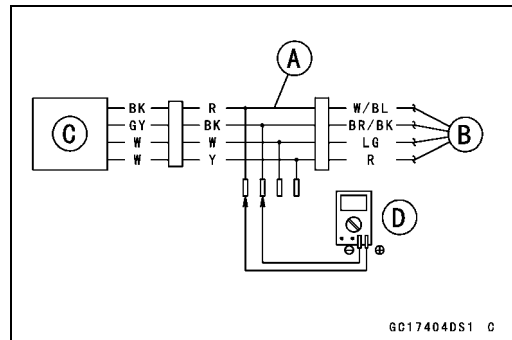 A
BK R W/BL
GY BK BR/BK
C W W LG B
W Y R
D
⊖ ⊕
GC17404DS1 C